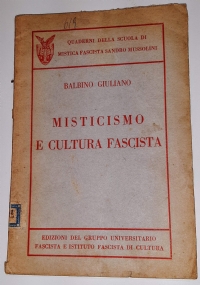 QUADERNI DELLA SCUOLA DI
MISTICA FASCISTA SANDRO MUSSOLINI
BALBINO GIULIANO
MISTICISMO
E CULTURA FASCISTA
EDIZIONI DEL GRUPPO UNIVERSITARIO
FASCISTA E ISTITUTO FASCISTA DI CULTURA